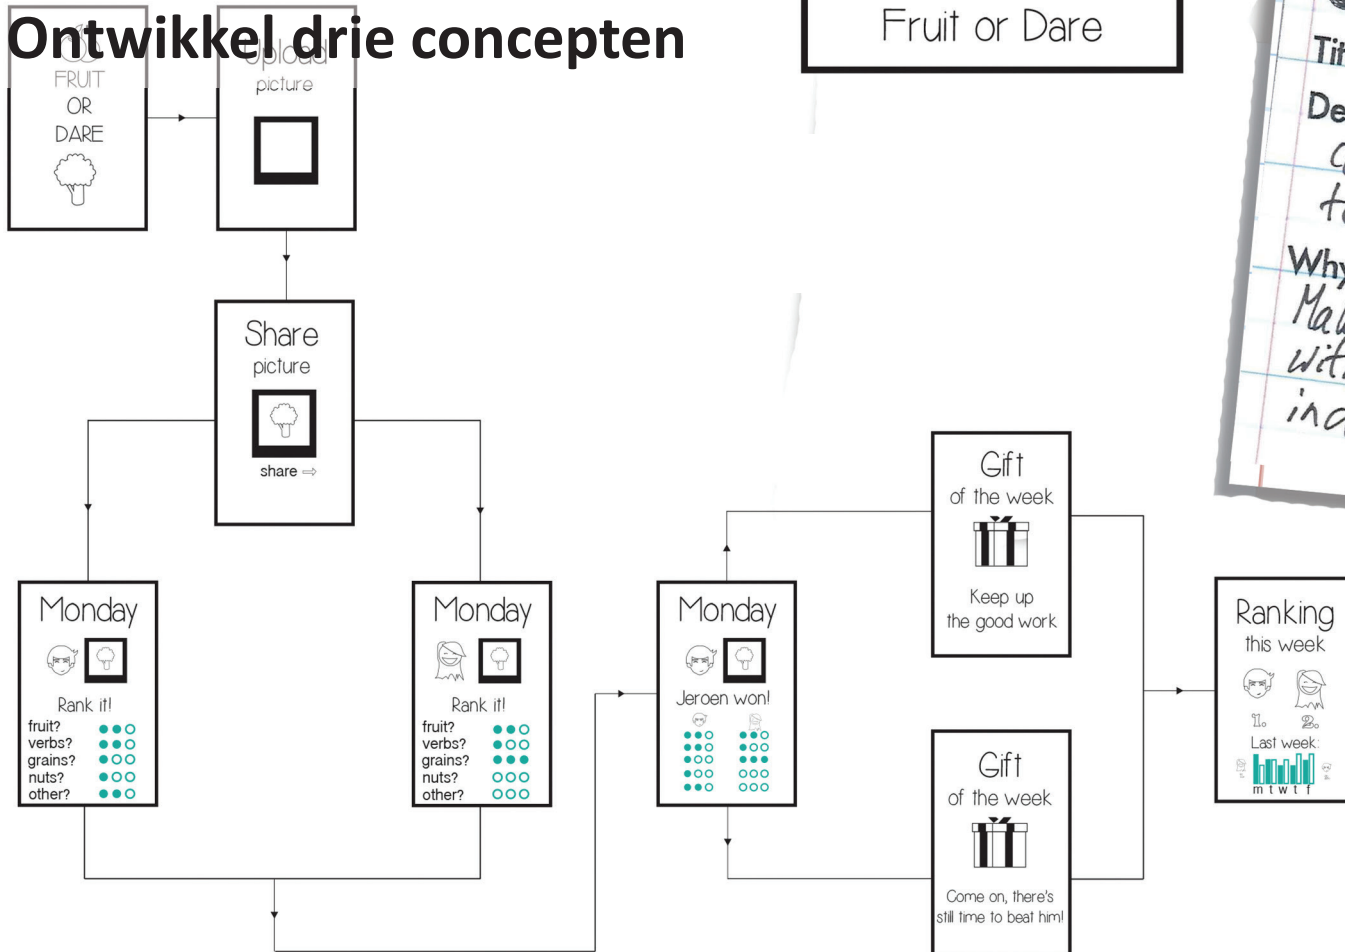 Ontwikkel drie concepten
Fruit or Dare
FRUIT
OR
DARE
Upload
picture
Share
picture
share ⇨
Monday
Rank it!
fruit?
verbs?
grains?
nuts?
other?
Monday
Rank it!
fruit?
verbs?
grains?
nuts?
other?
Monday
Jeroen won!
Gift
of the week
Keep up
the good work
Gift
of the week
Come on, there's
still time to beat him!
Ranking
this week
1. 2.
Last week:
m t w t f
Why